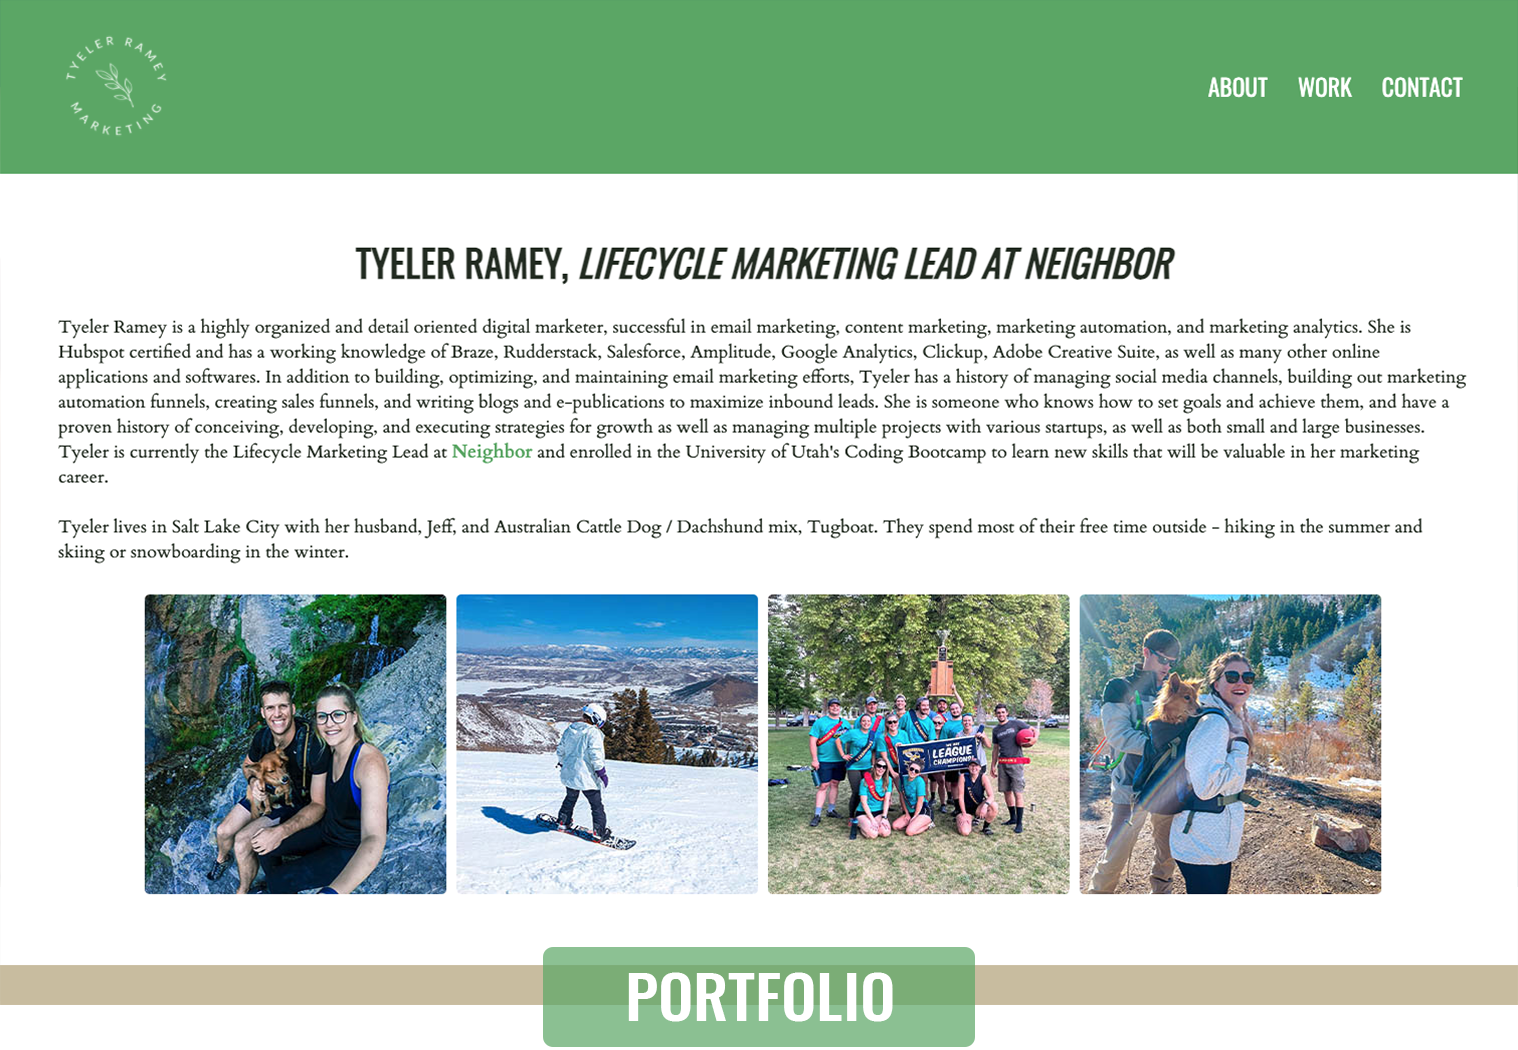 TYELER RAMEY
MARKETING
ABOUT
WORK
CONTACT
TYELER RAMEY, LIFECYCLE MARKETING LEAD AT NEIGHBOR
Tyeler Ramey is a highly organized and detail oriented digital marketer, successful in email marketing, content marketing, marketing automation, and marketing analytics. She is
Hubspot certified and has a working knowledge of Braze, Rudderstack, Salesforce, Amplitude, Google Analytics, Clickup, Adobe Creative Suite, as well as many other online
applications and softwares. In addition to building, optimizing, and maintaining email marketing efforts, Tyeler has a history of managing social media channels, building out marketing
automation funnels, creating sales funnels, and writing blogs and e-publications to maximize inbound leads. She is someone who knows how to set goals and achieve them, and have a
proven history of conceiving, developing, and executing strategies for growth as well as managing multiple projects with various startups, as well as both small and large businesses.
Tyeler is currently the Lifecycle Marketing Lead at Neighbor and enrolled in the University of Utah's Coding Bootcamp to learn new skills that will be valuable in her marketing
career.
Tyeler lives in Salt Lake City with her husband, Jeff, and Australian Cattle Dog / Dachshund mix, Tugboat. They spend most of their free time outside - hiking in the summer and
skiing or snowboarding in the winter.
LEAGUE
CHAMPIONS!
PORTFOLIO